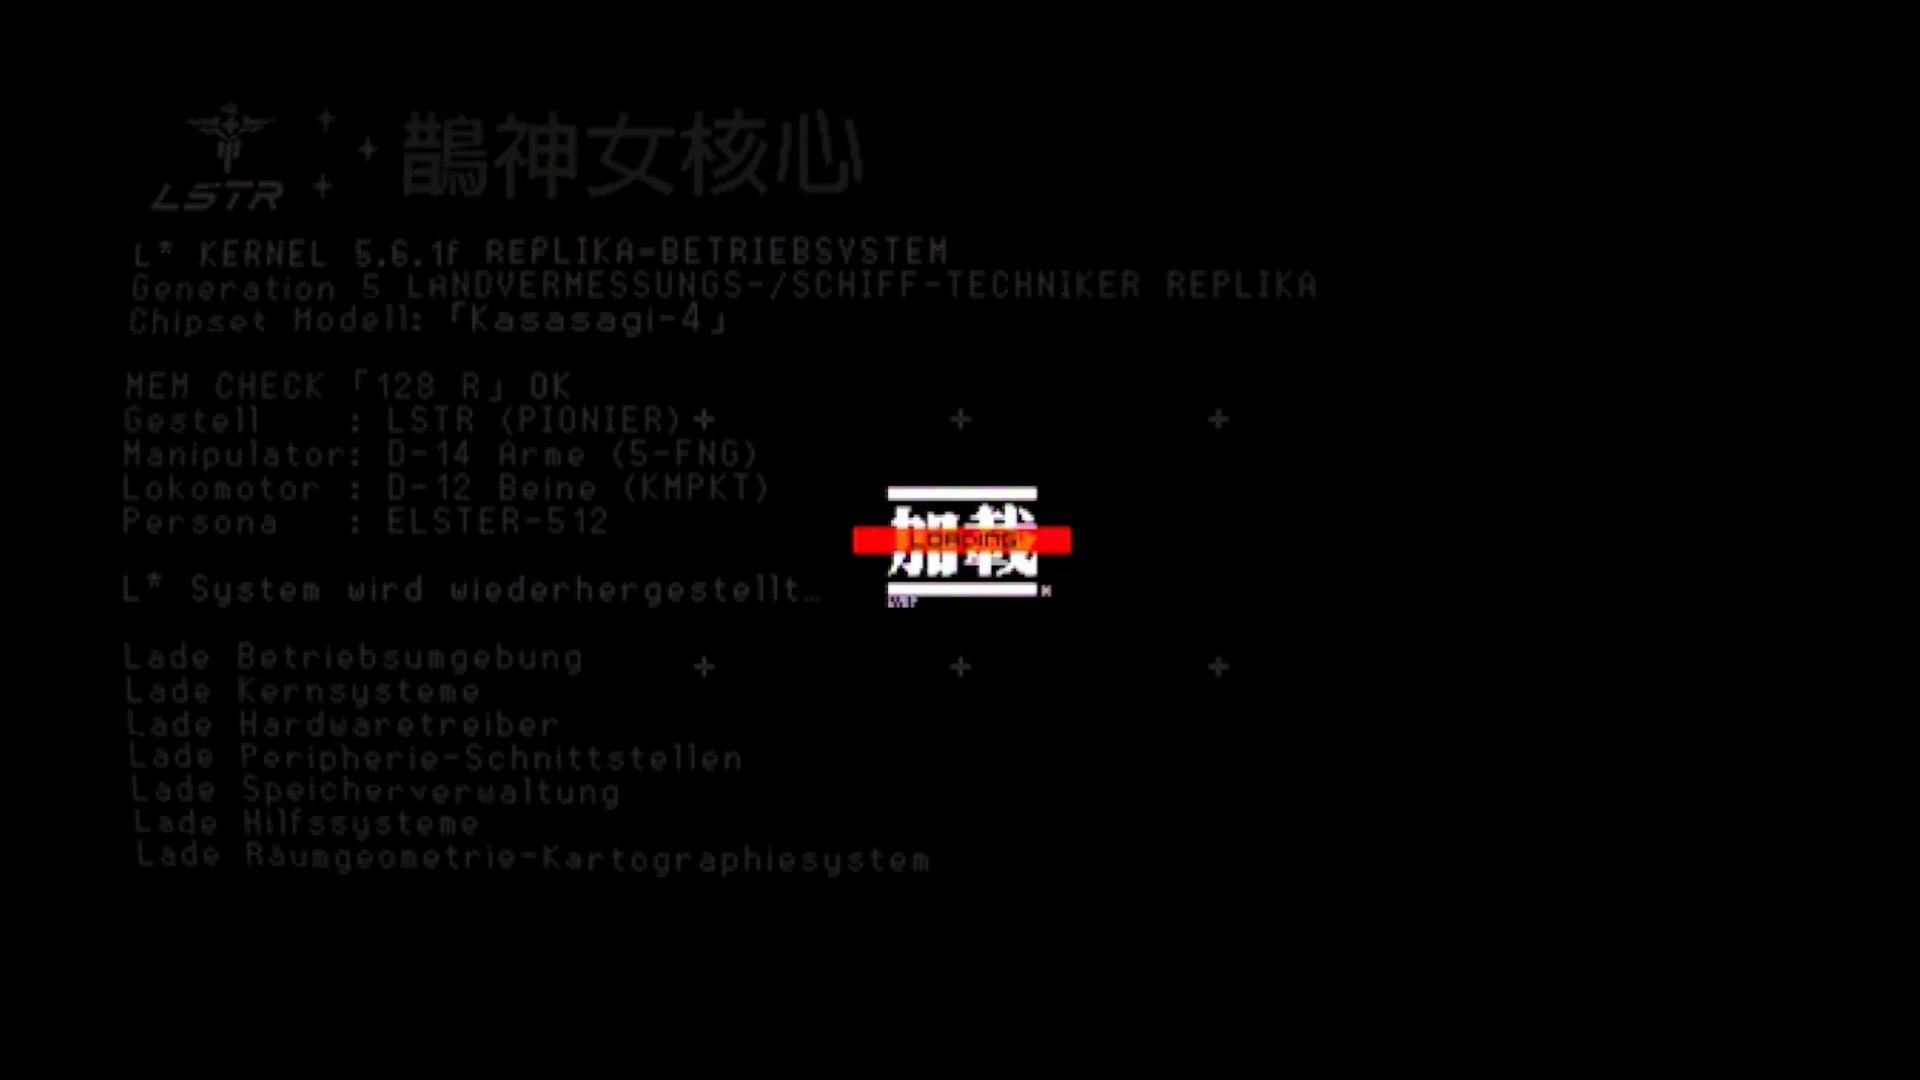 LSTR
鵲神女核心
L* KERNEL 5.6.1f REPLIKA-BETRIEBSYSTEM
Generation 5 LANDVERMESSUNGS-/SCHIFF-TECHNIKER REPLIKA
Chipset Modell:「Kasasagi-4」
MEM CHECK「128 R」OK
Gestell : LSTR (PIONIER)
Manipulator: D-14 Arme (5-FNG)
Lokomotor : D-12 Beine (KMPKT)
Persona : ELSTER-512
L* System wird wiederhergestellt…
Lade Betriebsumgebung
Lade Kernsysteme
Lade Hardwaretreiber
Lade Peripherie-Schnittstellen
Lade Speicherverwaltung
Lade Hilfssysteme
Lade Raumgeometrie-Kartographiesystem
加载
LOADING!